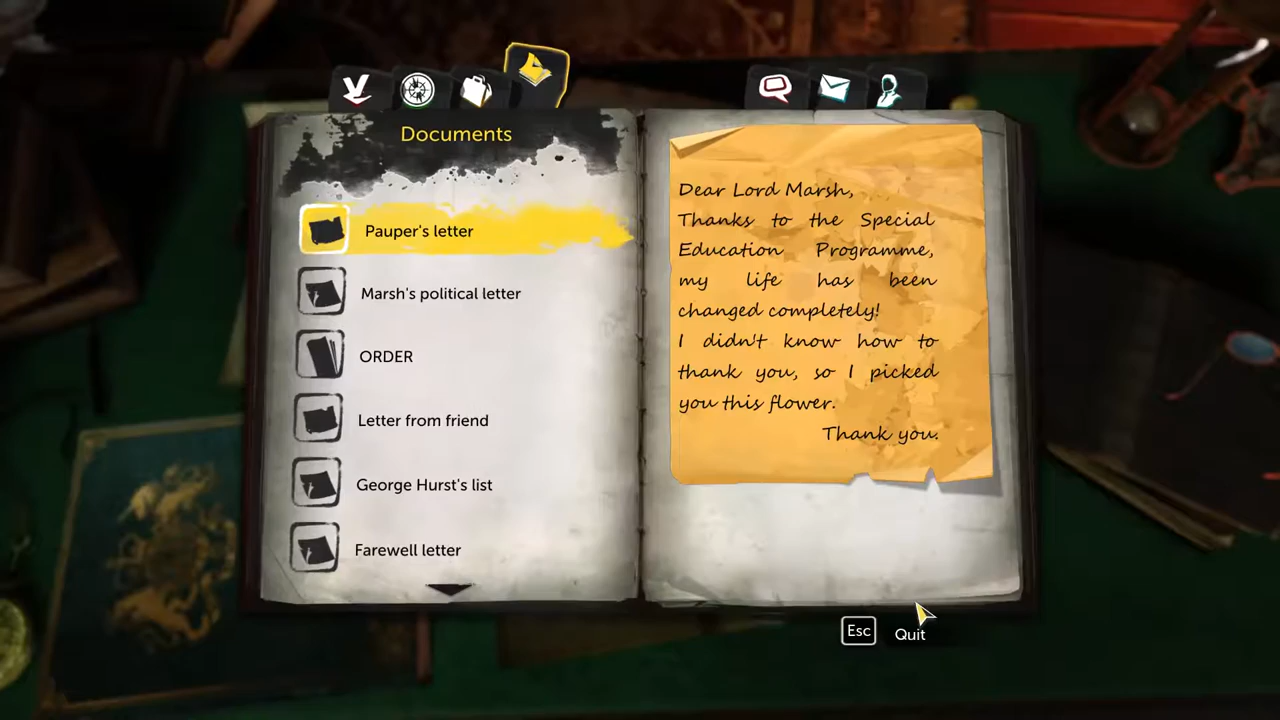 Documents
Pauper's letter
Marsh's political letter
ORDER
Letter from friend
George Hurst's list
Farewell letter
Dear Lord Marsh,
Thanks to the Special
Education Programme,
my life has been
changed completely!
I didn't know how to
thank you, so I picked
you this flower.
Thank you.
Esc Quit